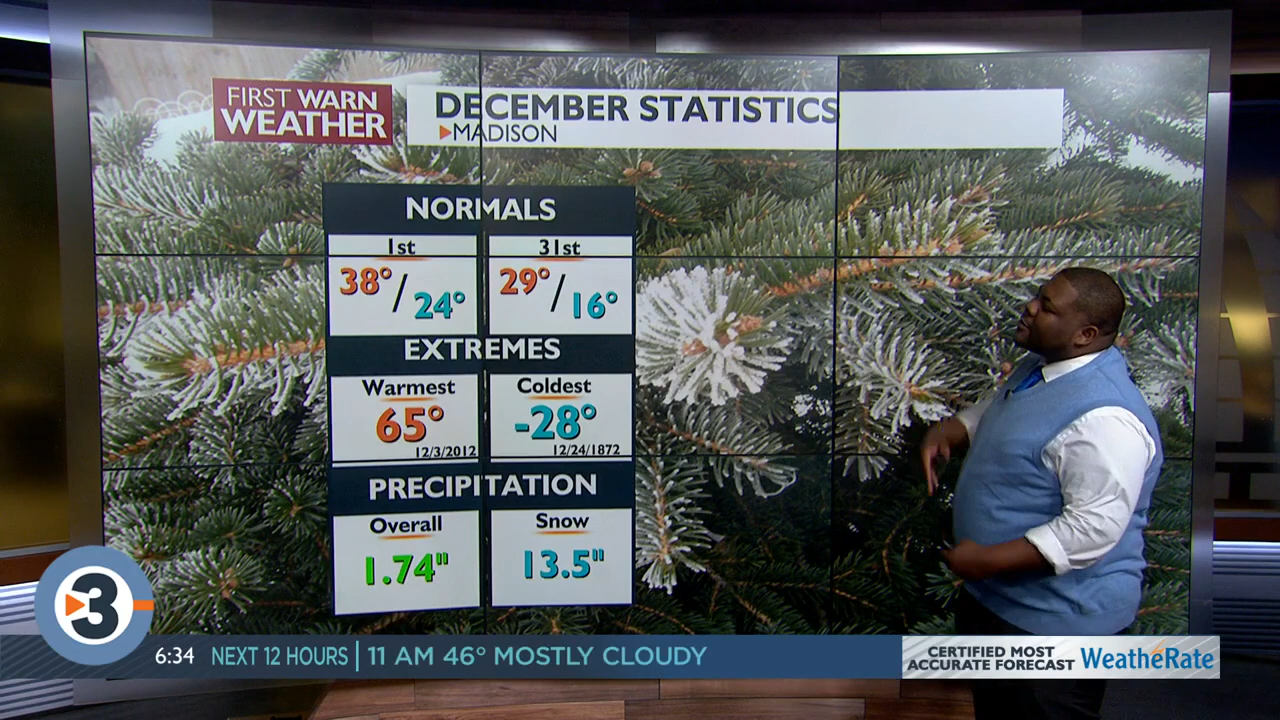 FIRST WARN
WEATHER
DECEMBER STATISTICS
MADISON
NORMALS
1st
31st
38°/24°
29°/16°
EXTREMES
Warmest
Coldest
65°
-28°
12/3/2012
12/24/1872
PRECIPITATION
Overall
Snow
1.74"
13.5"
3
6:34 NEXT 12 HOURS | 11 AM 46° MOSTLY CLOUDY
CERTIFIED MOST
ACCURATE FORECAST
WeatheRate